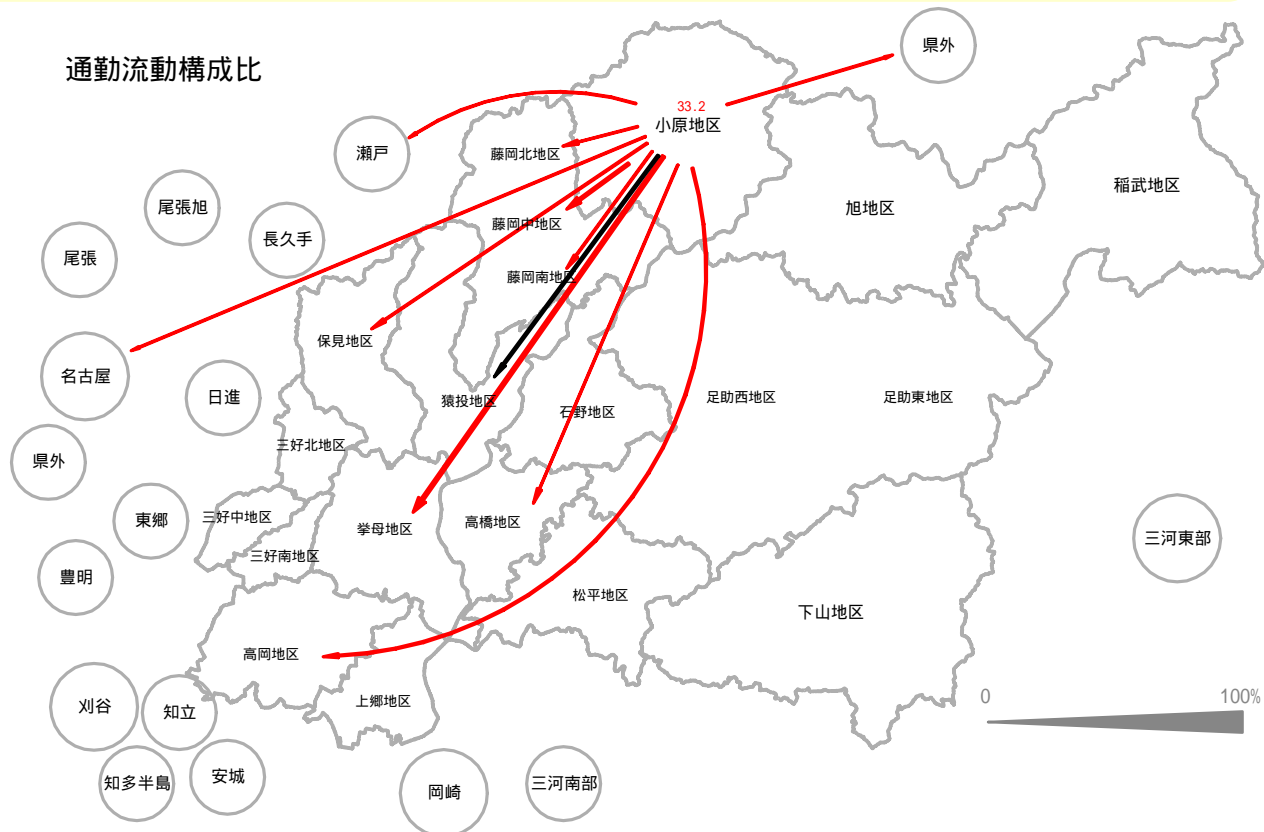 県外
通勤流動構成比
33.2
小原地区
瀬戸
藤岡北地区
稲武地区
尾張旭
旭地区
藤岡中地区
長久手
尾張
藤岡南地区
保見地区
名古屋
日進
猿投地区
石野地区
足助西地区
足助東地区
三好北地区
県外
三好中地区
東郷
挙母地区
高橋地区
三河東部
三好南地区
豊明
松平地区
下山地区
高岡地区
0
100%
上郷地区
刈谷
知立
知多半島
安城
岡崎
三河南部